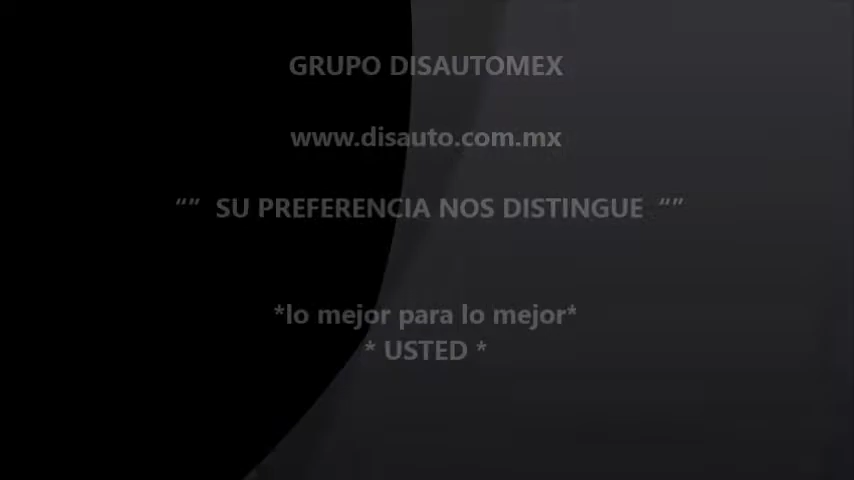 GRUPO DISAUTOMEX
www.disauto.com.mx
“” SU PREFERENCIA NOS DISTINGUE “”
*lo mejor para lo mejor*
* USTED *